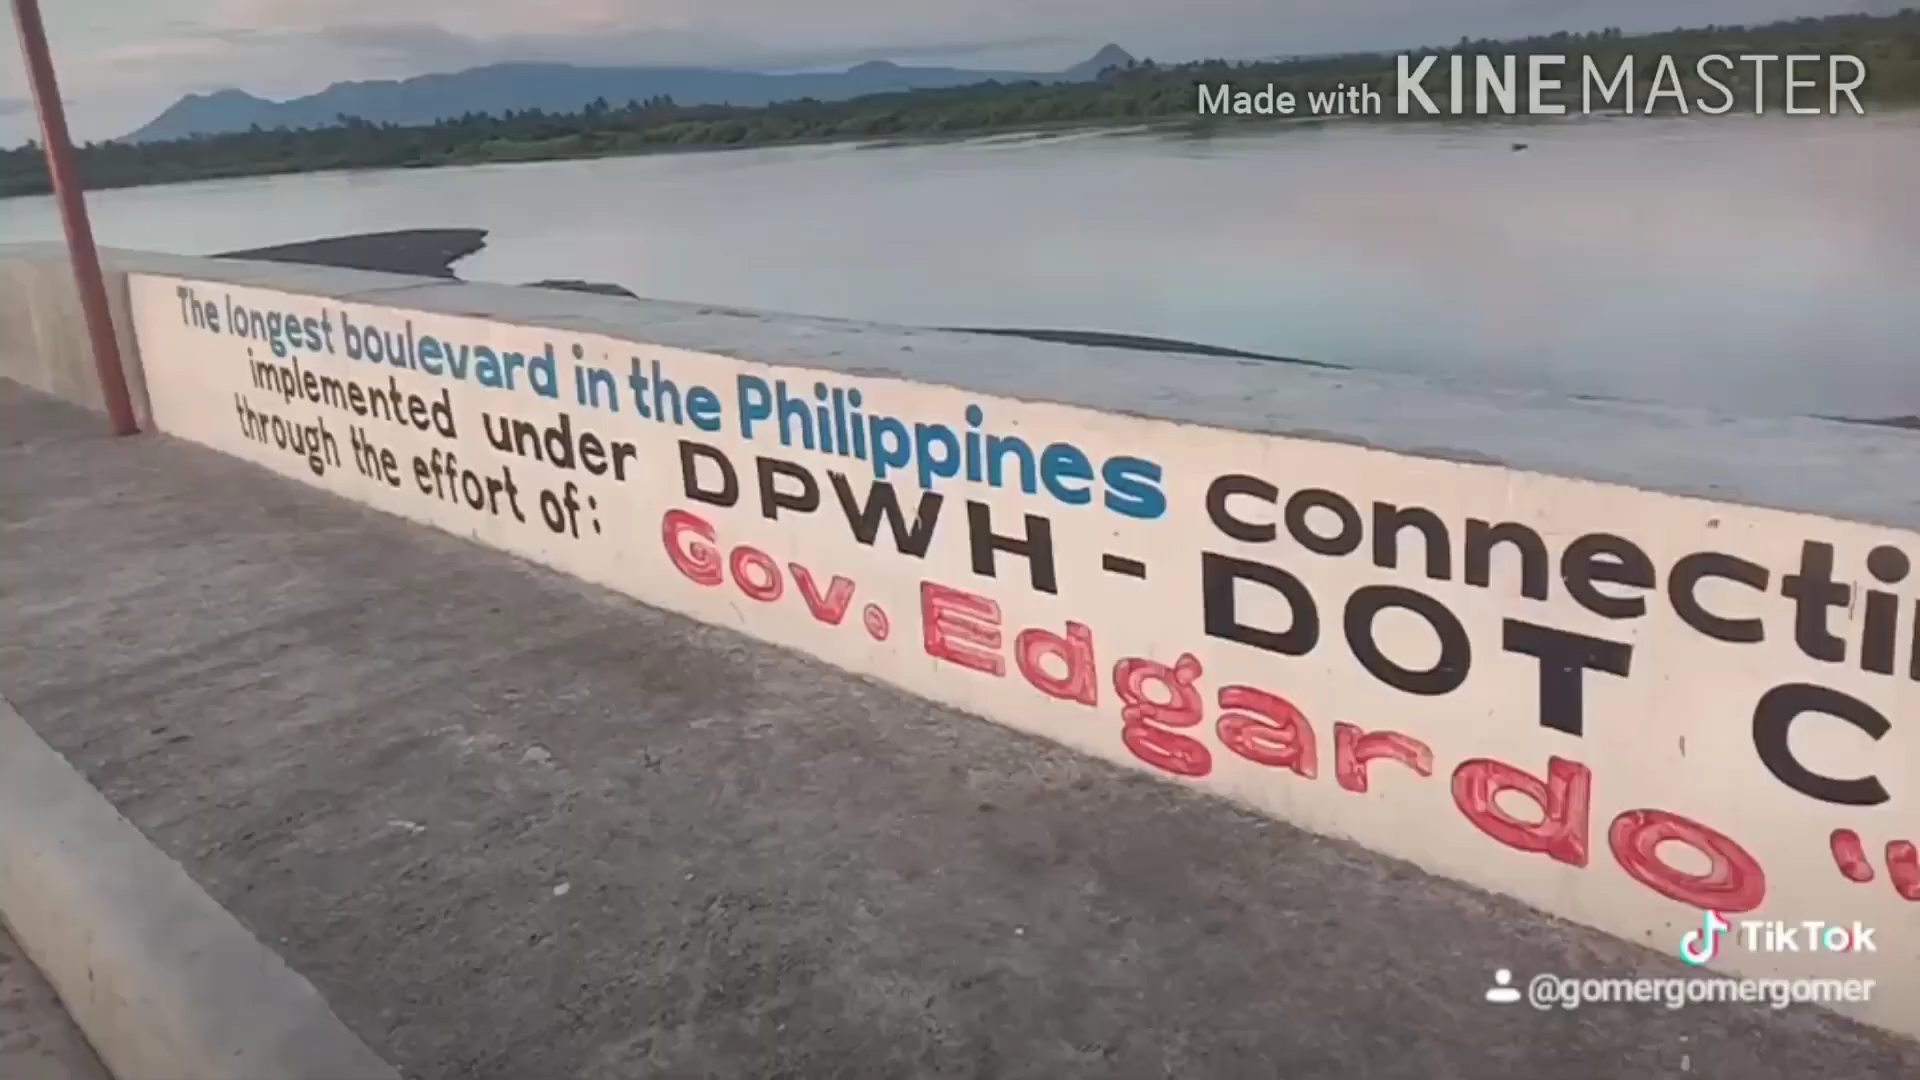 Made with KINEMASTER
The longest boulevard in the Philippines connecti
implemented under DPWH - DOT C
through the effort of: Gov. Edgardo "
TikTok
@gomergomergomer